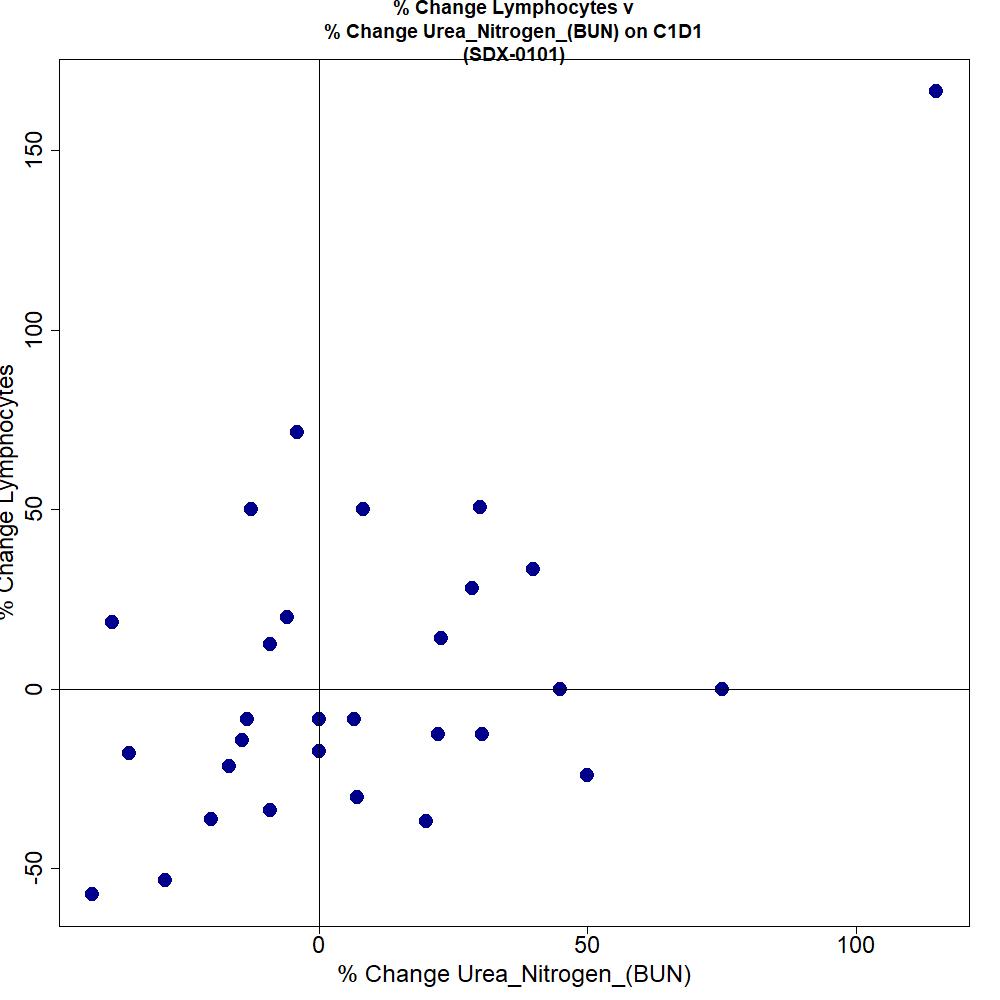 % Change Lymphocytes v
% Change Urea_Nitrogen_(BUN) on C1D1
(SDX-0101)
% Change Lymphocytes
150
100
50
0
-50
0 50 100
% Change Urea_Nitrogen_(BUN)